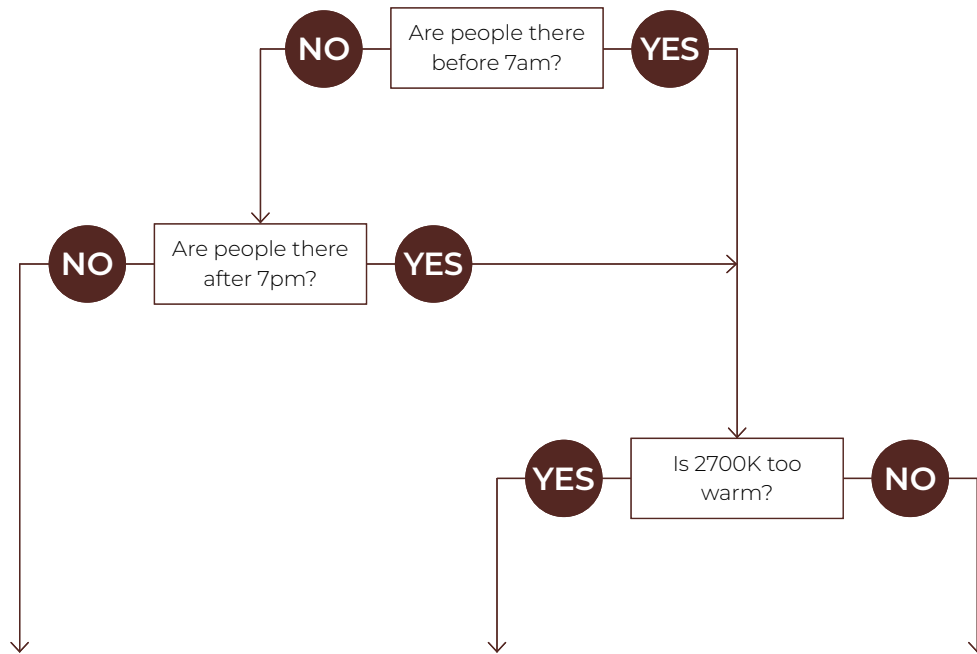 NO
Are people there
before 7am?
YES
NO
Are people there
after 7pm?
YES
YES
Is 2700K too
warm?
NO